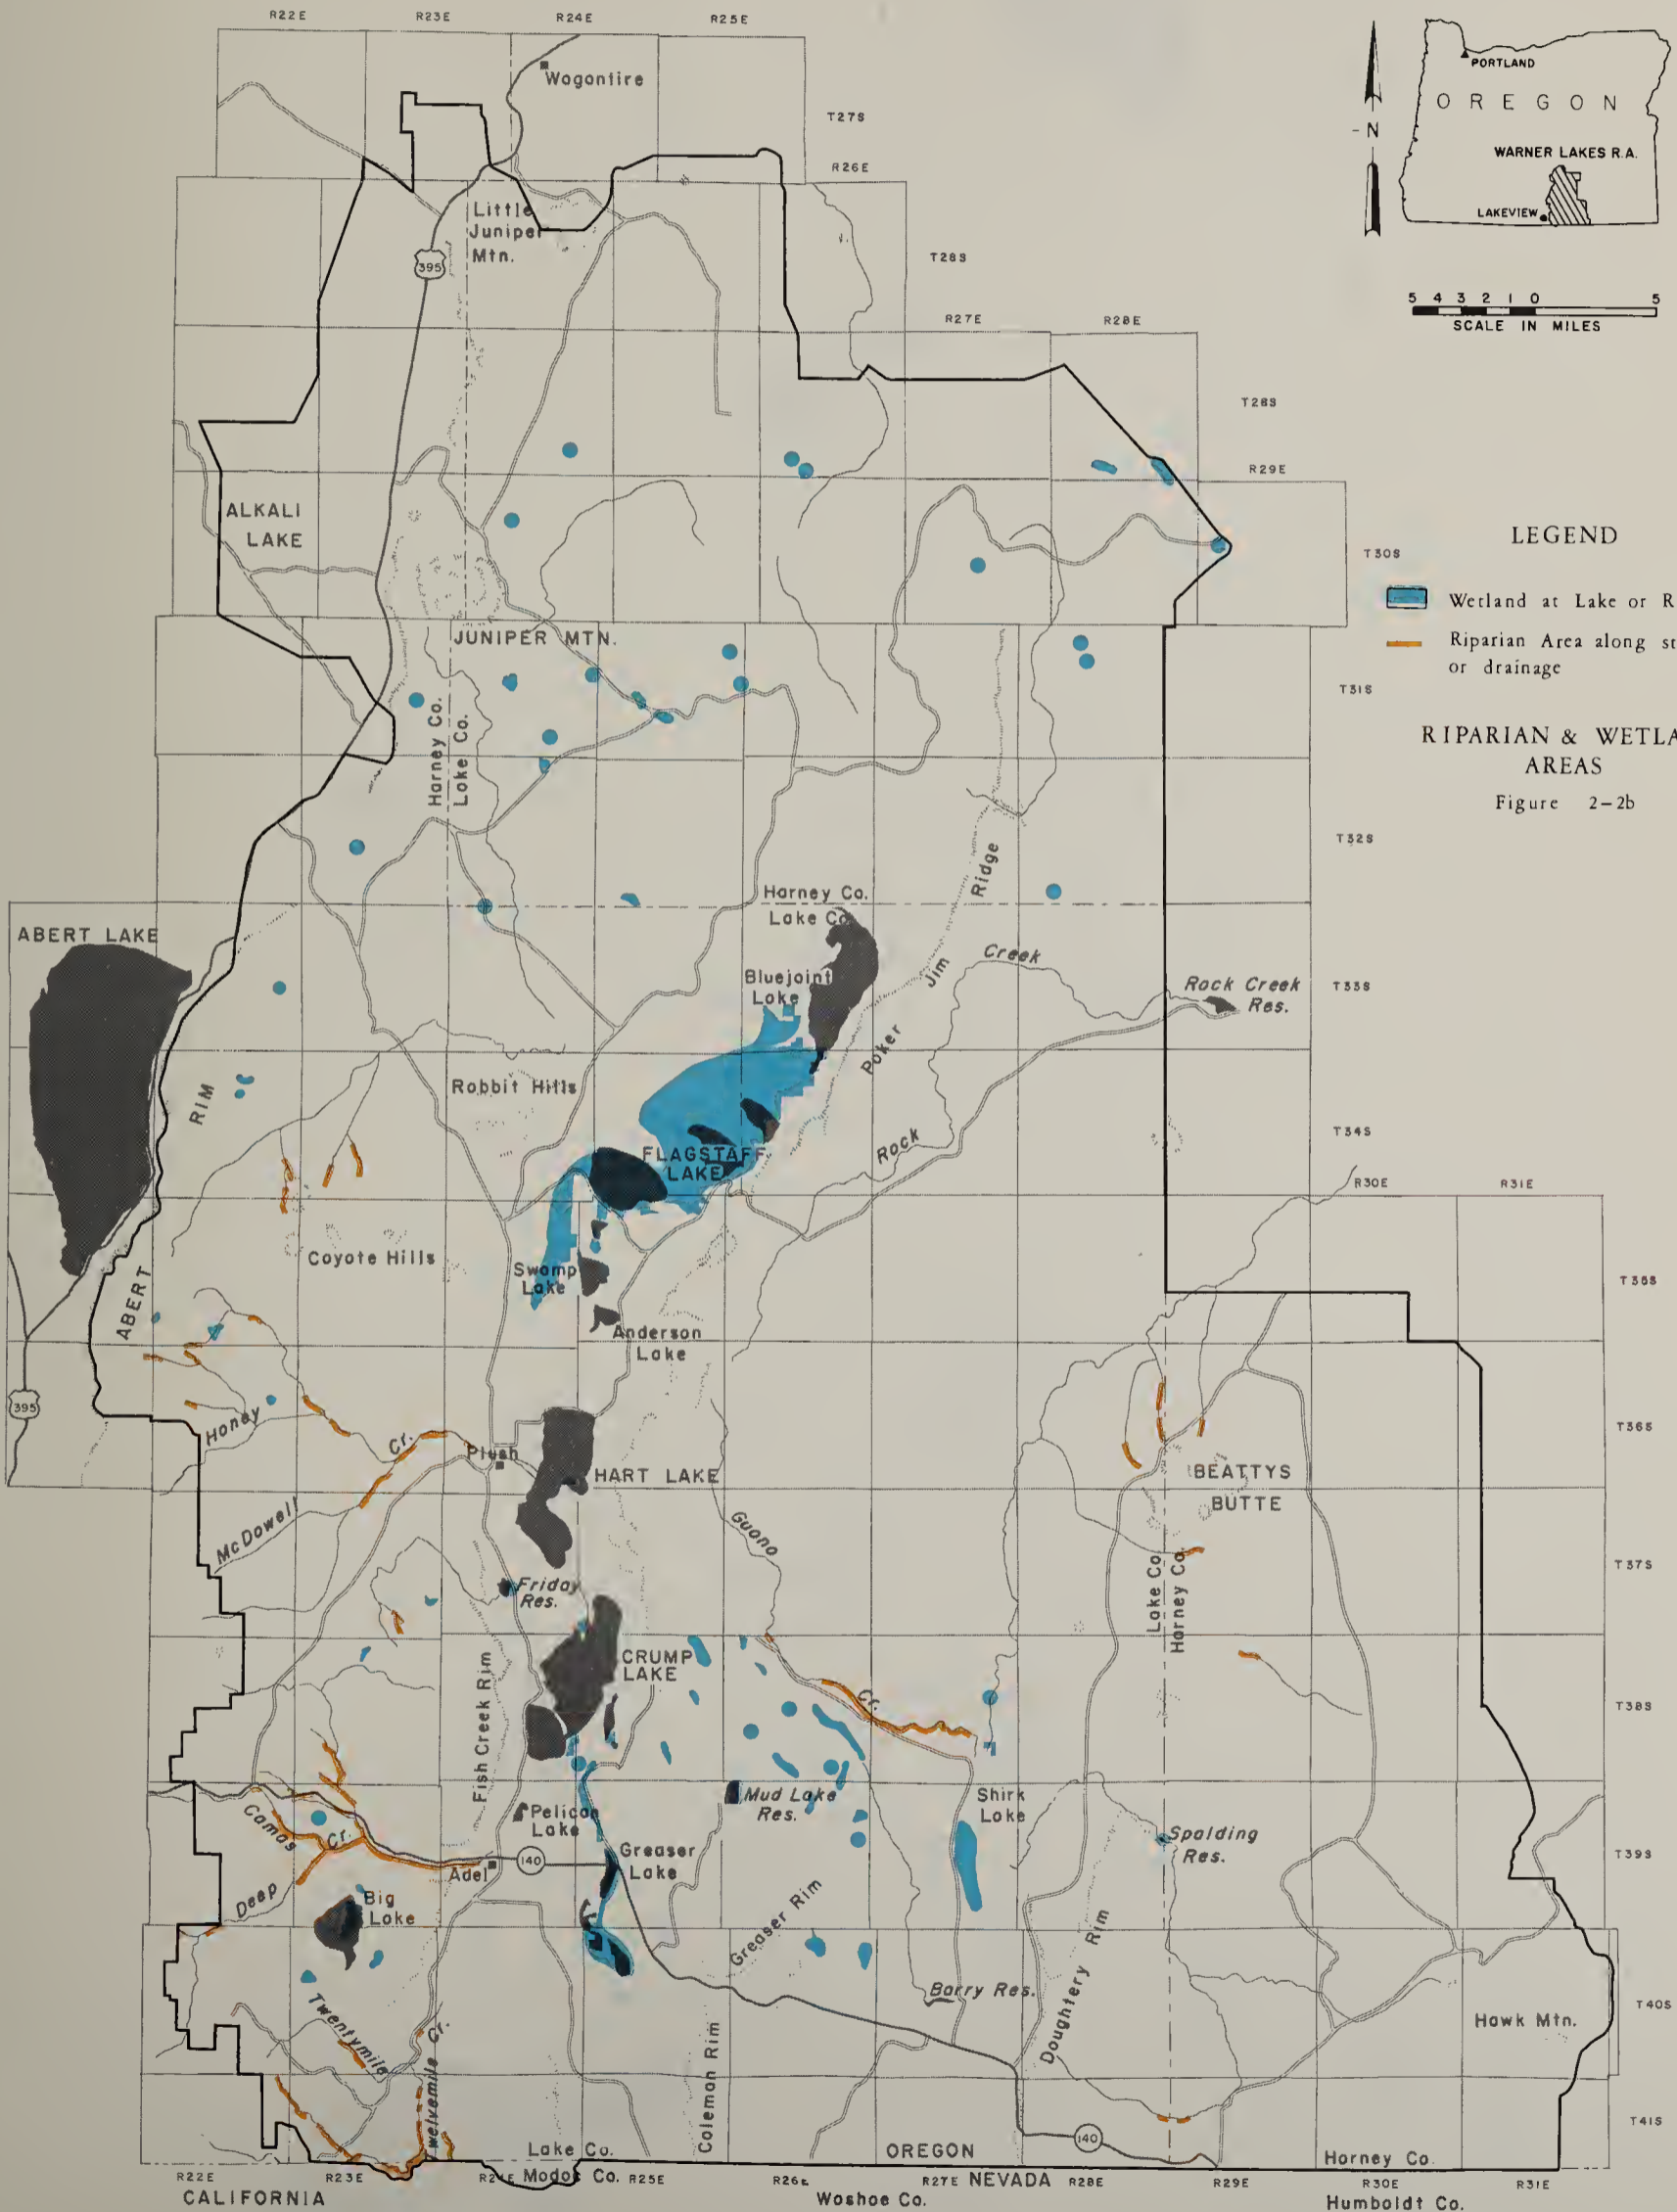 R22E R23E R24E R25E
Wagontire
T27S
R26E
PORTLAND
OREGON
-N
WARNER LAKES R.A.
LAKEVIEW
Little
Juniper
Mtn.
395
T28S
5 4 3 2 1 0 5
SCALE IN MILES
R27E R28E
T28S
R29E
ALKALI
LAKE
T30S
LEGEND
Wetland at Lake or R
Riparian Area along st
or drainage
JUNIPER MTN.
T31S
Harney Co.
Lake Co.
RIPARIAN & WETLA
AREAS
Figure 2-2b
T32S
Ridge
Harney Co.
Lake Co.
ABERT LAKE
Jim
Creek
Bluejoint
Lake
Rock Creek
Res.
T33S
Poker
RIM
Rabbit Hills
T34S
Rock
FLAGSTAFF
LAKE
R30E R31E
Coyote Hills
Swamp
Lake
T35S
ABERT
Anderson
Lake
395
Honey
Cr.
Plush
HART LAKE
T36S
BEATTYS
BUTTE
McDowell
Guano
Lake Co.
Harney Co.
T37S
Friday
Res.
CRUMP
LAKE
Fish Creek Rim
Cr.
T38S
Mud Lake
Res.
Shirk
Lake
Pelican
Lake
Camas
Cr.
Spalding
Res.
T39S
Adel
140
Greaser
Lake
Deep
Big
Lake
Greaser Rim
Doughtery Rim
Barry Res.
T40S
Hawk Mtn.
Twentymile
Cr.
welvemile
Coleman Rim
T41S
140
Lake Co.
OREGON
Harney Co.
R22E R23E R24E Modoc Co. R25E R26E R27E NEVADA R28E R29E R30E R31E
CALIFORNIA
Washoe Co.
Humboldt Co.